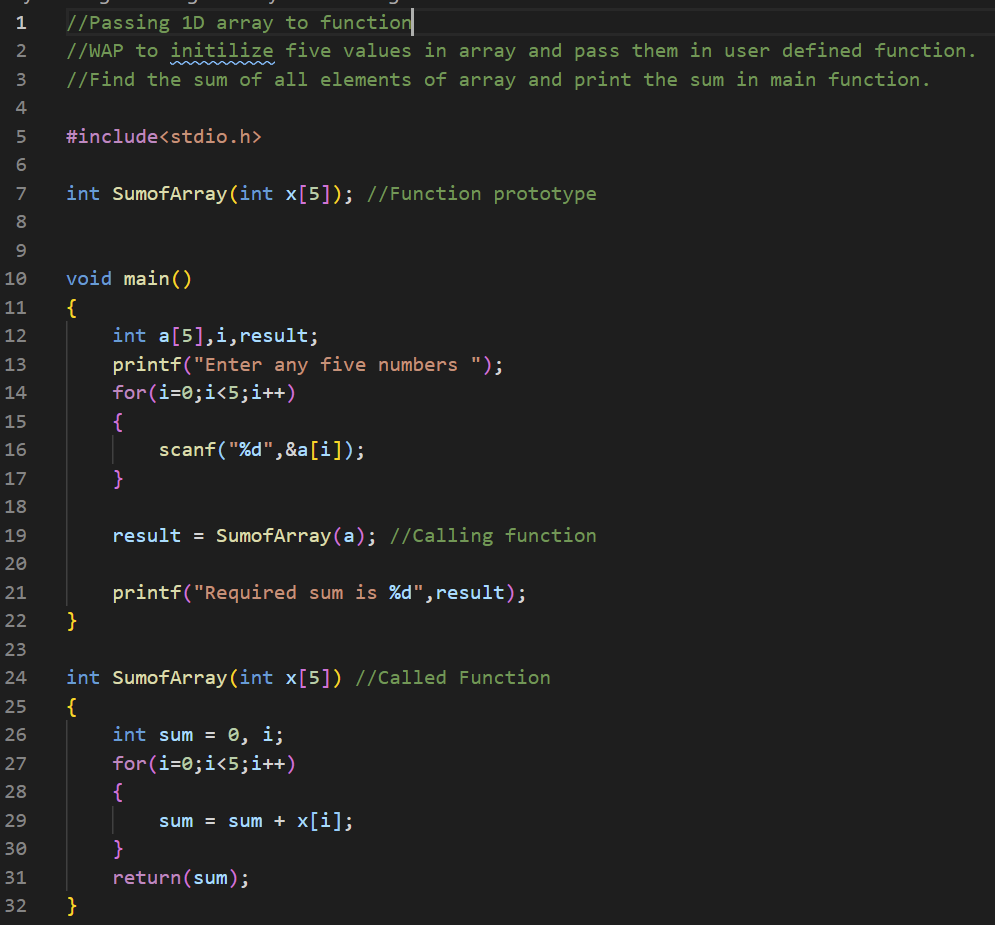 1 //Passing 1D array to function
2 //WAP to initilize five values in array and pass them in user defined function.
3 //Find the sum of all elements of array and print the sum in main function.
4
5 #include<stdio.h>
6
7 int SumofArray(int x[5]); //Function prototype
8
9
10 void main()
11 {
12     int a[5],i,result;
13     printf("Enter any five numbers ");
14     for(i=0;i<5;i++)
15     {
16         scanf("%d",&a[i]);
17     }
18
19     result = SumofArray(a); //Calling function
20
21     printf("Required sum is %d",result);
22 }
23
24 int SumofArray(int x[5]) //Called Function
25 {
26     int sum = 0, i;
27     for(i=0;i<5;i++)
28     {
29         sum = sum + x[i];
30     }
31     return(sum);
32 }